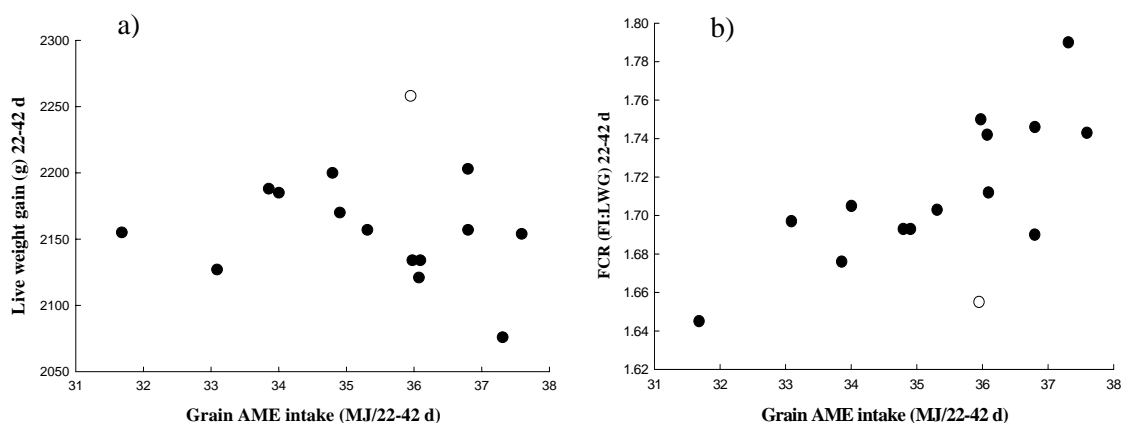 a)
Live weight gain (g) 22-42 d
2300
2250
2200
2150
2100
2050
31 32 33 34 35 36 37 38
Grain AME intake (MJ/22-42 d)
b)
FCR (FI:LWG) 22-42 d
1.80
1.78
1.76
1.74
1.72
1.70
1.68
1.66
1.64
1.62
31 32 33 34 35 36 37 38
Grain AME intake (MJ/22-42 d)